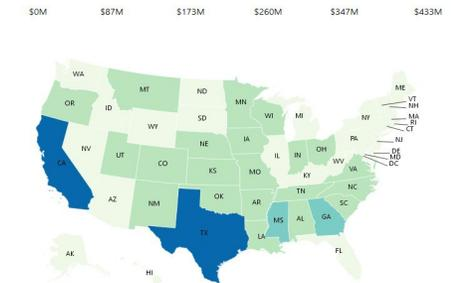 $0M $87M $173M $260M $347M $433M
WA
ME
MT
ND
VT
OR
MN
NH
ID
SD
WI
MI
NY
MA
RI
WY
CT
IA
PA
NE
NJ
NV
IL
IN
OH
DE
UT
CO
MD
WV
DC
CA
KS
MO
VA
KY
NC
TN
AZ
NM
OK
AR
SC
MS
AL
GA
TX
LA
AK
FL
HI